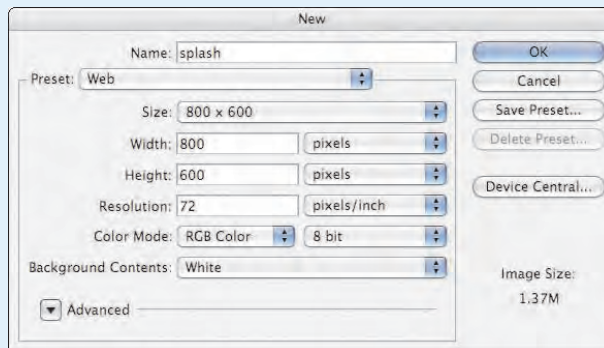 New
Name: splash
OK
Preset: Web
Cancel
Size: 800 x 600
Save Preset...
Width: 800 pixels
Delete Preset...
Height: 600 pixels
Resolution: 72 pixels/inch
Device Central...
Color Mode: RGB Color 8 bit
Background Contents: White
Image Size:
1.37M
Advanced